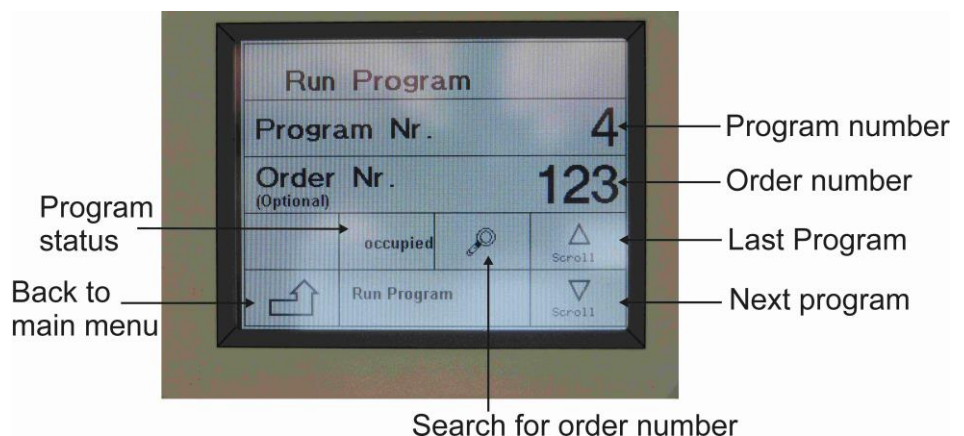 Run Program
Program Nr. 4
Program number
Order Nr. 123
(Optional)
Order number
Program
status
occupied
Scroll
Last Program
Back to
main menu
Run Program
Scroll
Next program
Search for order number